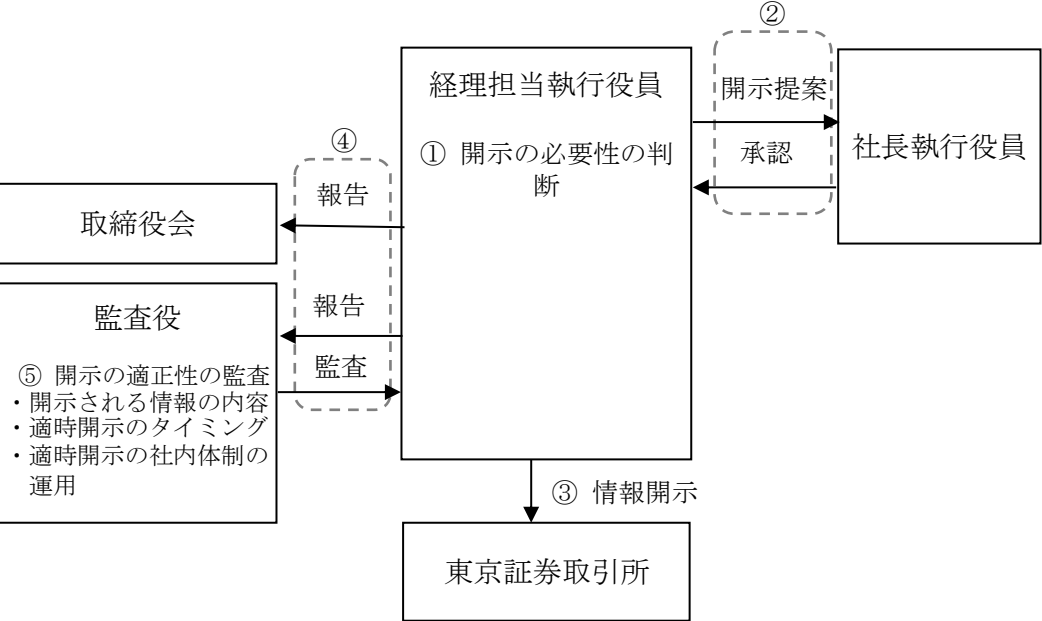 ②
経理担当執行役員
① 開示の必要性の判
断
開示提案
承認
社長執行役員
④
報告
取締役会
報告
監査
監査役
⑤ 開示の適正性の監査
・開示される情報の内容
・適時開示のタイミング
・適時開示の社内体制の
運用
③ 情報開示
東京証券取引所